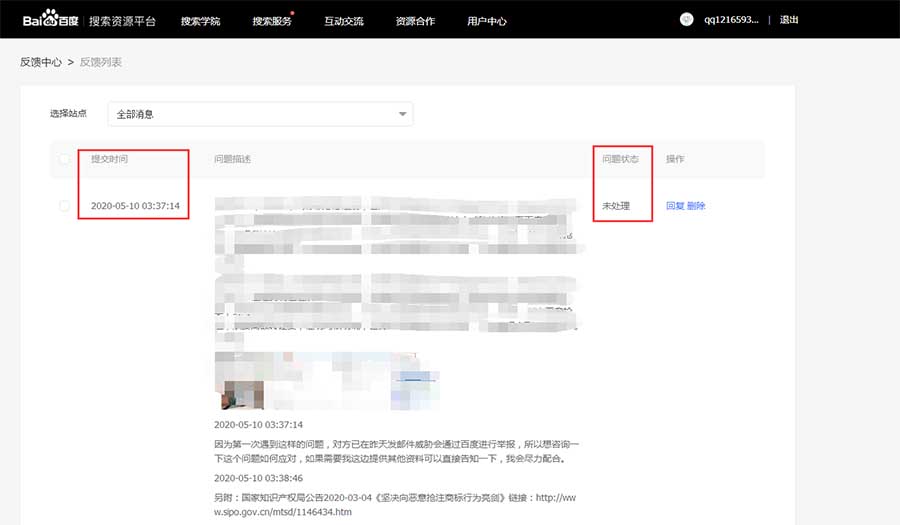 Bai百度 搜索资源平台 搜索学院 搜索服务 互动交流 资源合作 用户中心 qq1216593... | 退出
反馈中心 > 反馈列表
选择站点 全部消息
提交时间 问题描述 问题状态 操作
2020-05-10 03:37:14 未处理 回复 删除
2020-05-10 03:37:14
因为第一次遇到这样的问题，对方已在昨天发邮件威胁会通过百度进行举报，所以想咨询一
下这个问题如何应对，如果需要我这边提供其他资料可以直接告知一下，我会尽力配合。
2020-05-10 03:38:46
另附：国家知识产权局公告2020-03-04《坚决向恶意抢注商标行为亮剑》链接：http://ww
w.sipo.gov.cn/mtsd/1146434.htm